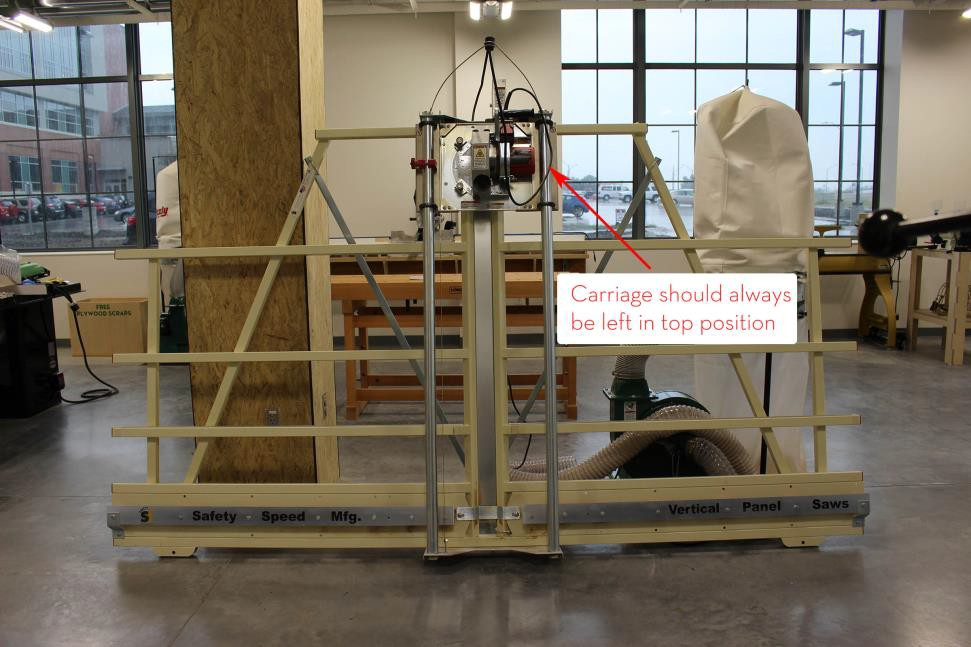 Carriage should always
be left in top position
FREE
PLYWOOD SCRAPS
Safety Speed Mfg.
Vertical Panel Saws